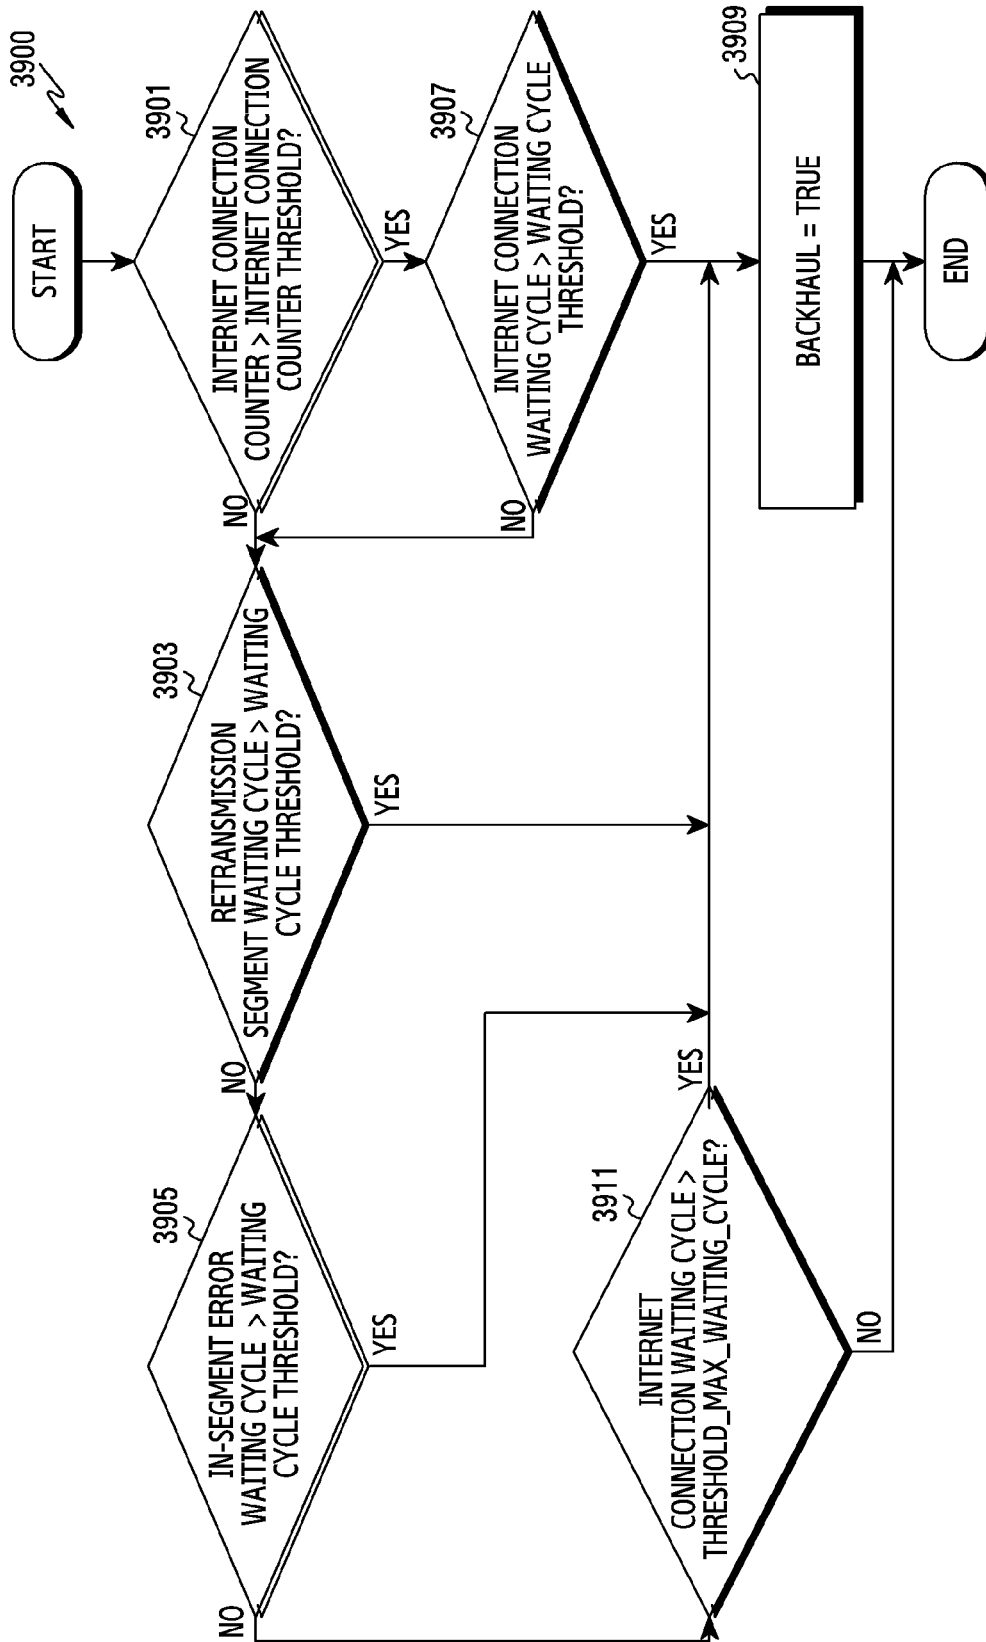 3900
START
3901
INTERNET CONNECTION
COUNTER > INTERNET CONNECTION
COUNTER THRESHOLD?
YES
NO
3907
INTERNET CONNECTION
WAITING CYCLE > WAITING CYCLE
THRESHOLD?
YES
NO
3903
RETRANSMISSION
SEGMENT WAITING CYCLE > WAITING
CYCLE THRESHOLD?
YES
NO
3905
IN-SEGMENT ERROR
WAITING CYCLE > WAITING
CYCLE THRESHOLD?
YES
NO
3911
INTERNET
CONNECTION WAITING CYCLE >
THRESHOLD_MAX_WAITING_CYCLE?
YES
NO
3909
BACKHAUL = TRUE
END